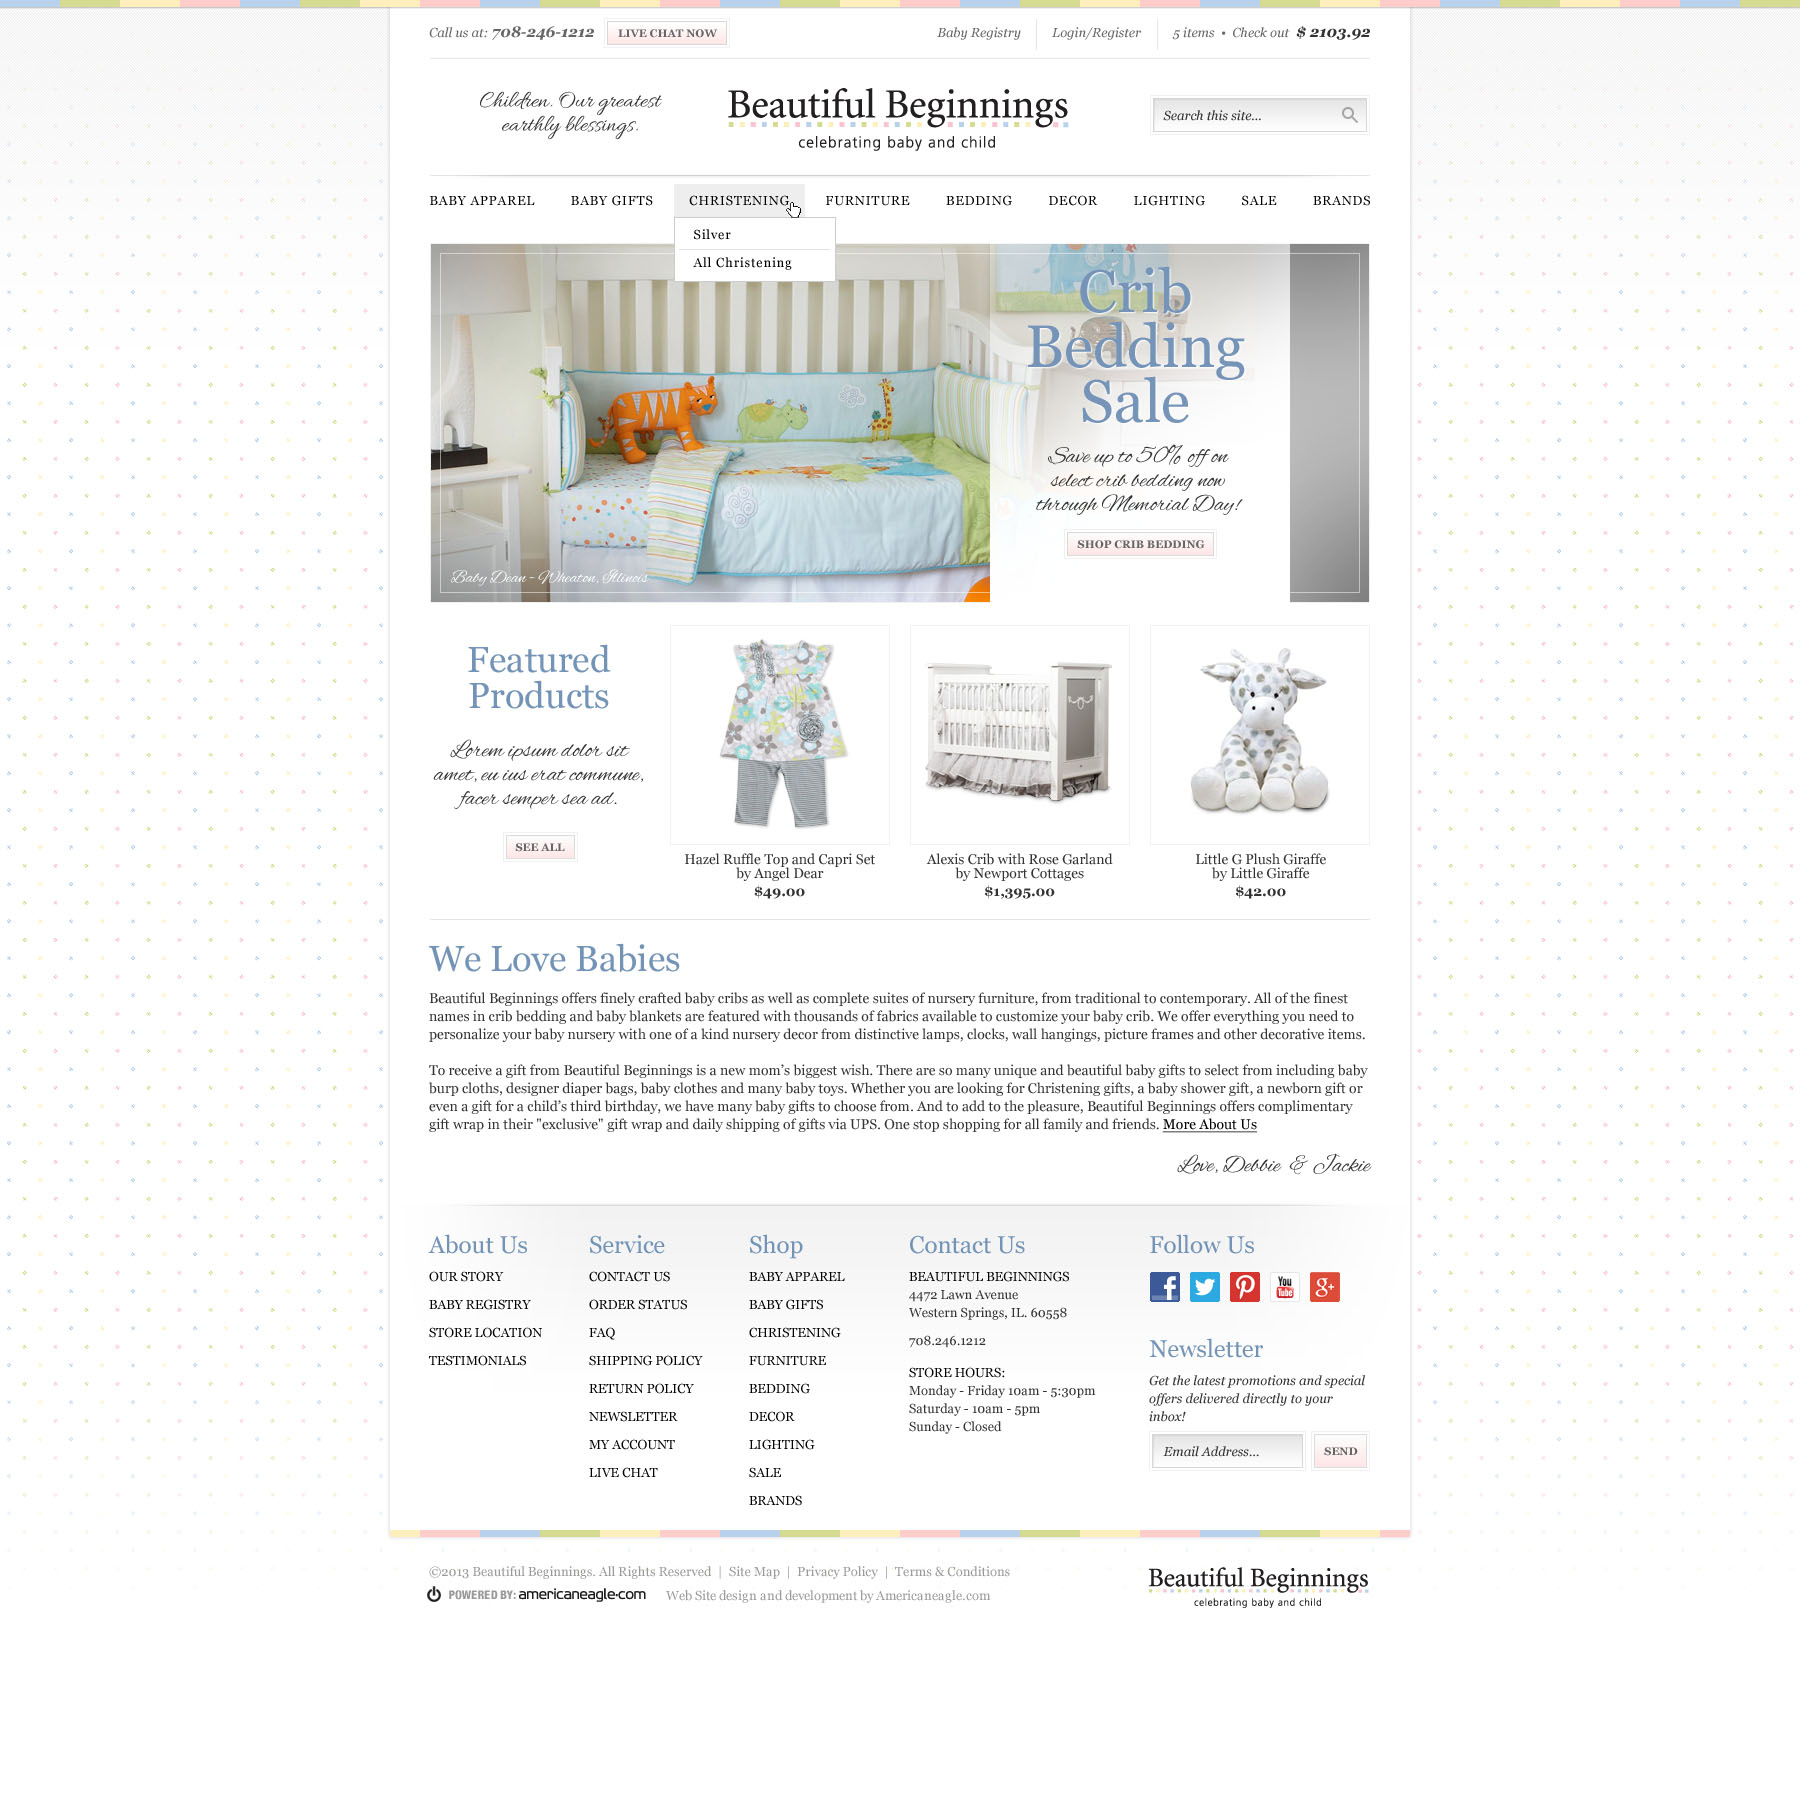 Call us at: 708-246-1212
LIVE CHAT NOW
Baby Registry
Login/Register
5 items • Check out $ 2103.92
Children. Our greatest
earthly blessings.
Beautiful Beginnings
celebrating baby and child
Search this site...
BABY APPAREL
BABY GIFTS
CHRISTENING
FURNITURE
BEDDING
DECOR
LIGHTING
SALE
BRANDS
Silver
All Christening
Crib
Bedding
Sale
Save up to 50% off on
select crib bedding now
through Memorial Day!
SHOP CRIB BEDDING
Baby Dean - Wheaton, Illinois
Featured
Products
Lorem ipsum dolor sit
amet, eu ius erat commune,
facer semper sea ad.
SEE ALL
Hazel Ruffle Top and Capri Set
by Angel Dear
$49.00
Alexis Crib with Rose Garland
by Newport Cottages
$1,395.00
Little G Plush Giraffe
by Little Giraffe
$42.00
We Love Babies
Beautiful Beginnings offers finely crafted baby cribs as well as complete suites of nursery furniture, from traditional to contemporary. All of the finest
names in crib bedding and baby blankets are featured with thousands of fabrics available to customize your baby crib. We offer everything you need to
personalize your baby nursery with one of a kind nursery decor from distinctive lamps, clocks, wall hangings, picture frames and other decorative items.
To receive a gift from Beautiful Beginnings is a new mom’s biggest wish. There are so many unique and beautiful baby gifts to select from including baby
burp cloths, designer diaper bags, baby clothes and many baby toys. Whether you are looking for Christening gifts, a baby shower gift, a newborn gift or
even a gift for a child’s third birthday, we have many baby gifts to choose from. And to add to the pleasure, Beautiful Beginnings offers complimentary
gift wrap in their "exclusive" gift wrap and daily shipping of gifts via UPS. One stop shopping for all family and friends. More About Us
Love, Debbie & Jackie
About Us
OUR STORY
BABY REGISTRY
STORE LOCATION
TESTIMONIALS
Service
CONTACT US
ORDER STATUS
FAQ
SHIPPING POLICY
RETURN POLICY
NEWSLETTER
MY ACCOUNT
LIVE CHAT
Shop
BABY APPAREL
BABY GIFTS
CHRISTENING
FURNITURE
BEDDING
DECOR
LIGHTING
SALE
BRANDS
Contact Us
BEAUTIFUL BEGINNINGS
4472 Lawn Avenue
Western Springs, IL. 60558
708.246.1212
STORE HOURS:
Monday - Friday 10am - 5:30pm
Saturday - 10am - 5pm
Sunday - Closed
Follow Us
You
Tube
Newsletter
Get the latest promotions and special
offers delivered directly to your
inbox!
Email Address...
SEND
©2013 Beautiful Beginnings. All Rights Reserved | Site Map | Privacy Policy | Terms & Conditions
POWERED BY: americaneagle.com
Web Site design and development by Americaneagle.com
Beautiful Beginnings
celebrating baby and child